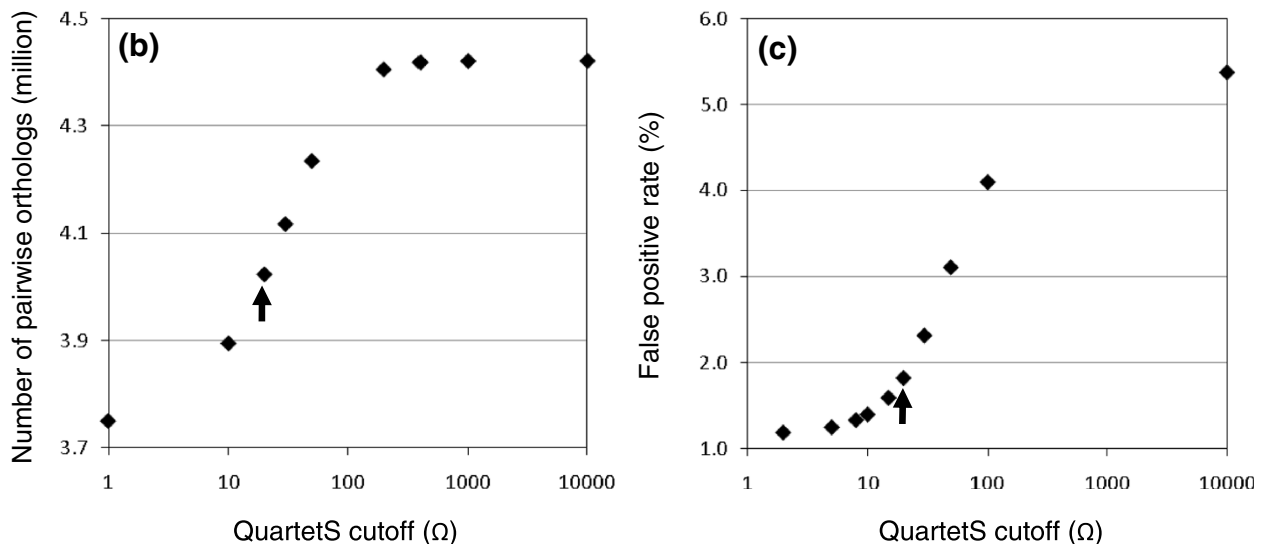 (b)
Number of pairwise orthologs (million)
4.5
4.3
4.1
3.9
3.7
1 10 100 1000 10000
QuartetS cutoff (Ω)
(c)
False positive rate (%)
6.0
5.0
4.0
3.0
2.0
1.0
1 10 100 1000 10000
QuartetS cutoff (Ω)